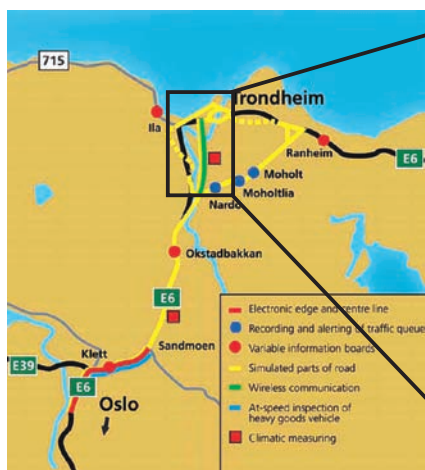 715
Trondheim
Ila
Ranheim
E6
Moholt
Moholtlia
Nardo
Okstadbakkan
E6
Sandmoen
Klett
E39
E6
Oslo
Electronic edge and centre line
Recording and alerting of traffic queue
Variable information boards
Simulated parts of road
Wireless communication
At-speed inspection of
heavy goods vehicle
Climatic measuring